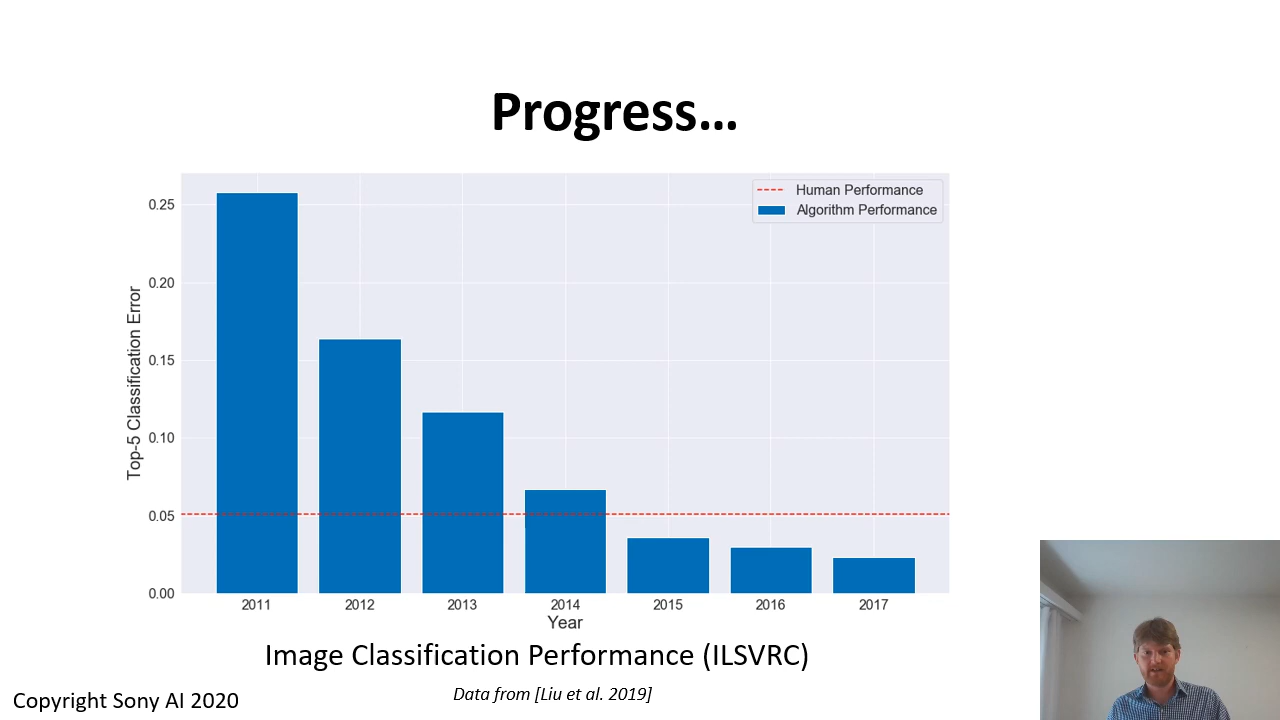 Progress…
Human Performance
Algorithm Performance
Top-5 Classification Error
0.25
0.20
0.15
0.10
0.05
0.00
2011 2012 2013 2014 2015 2016 2017
Year
Image Classification Performance (ILSVRC)
Data from [Liu et al. 2019]
Copyright Sony AI 2020